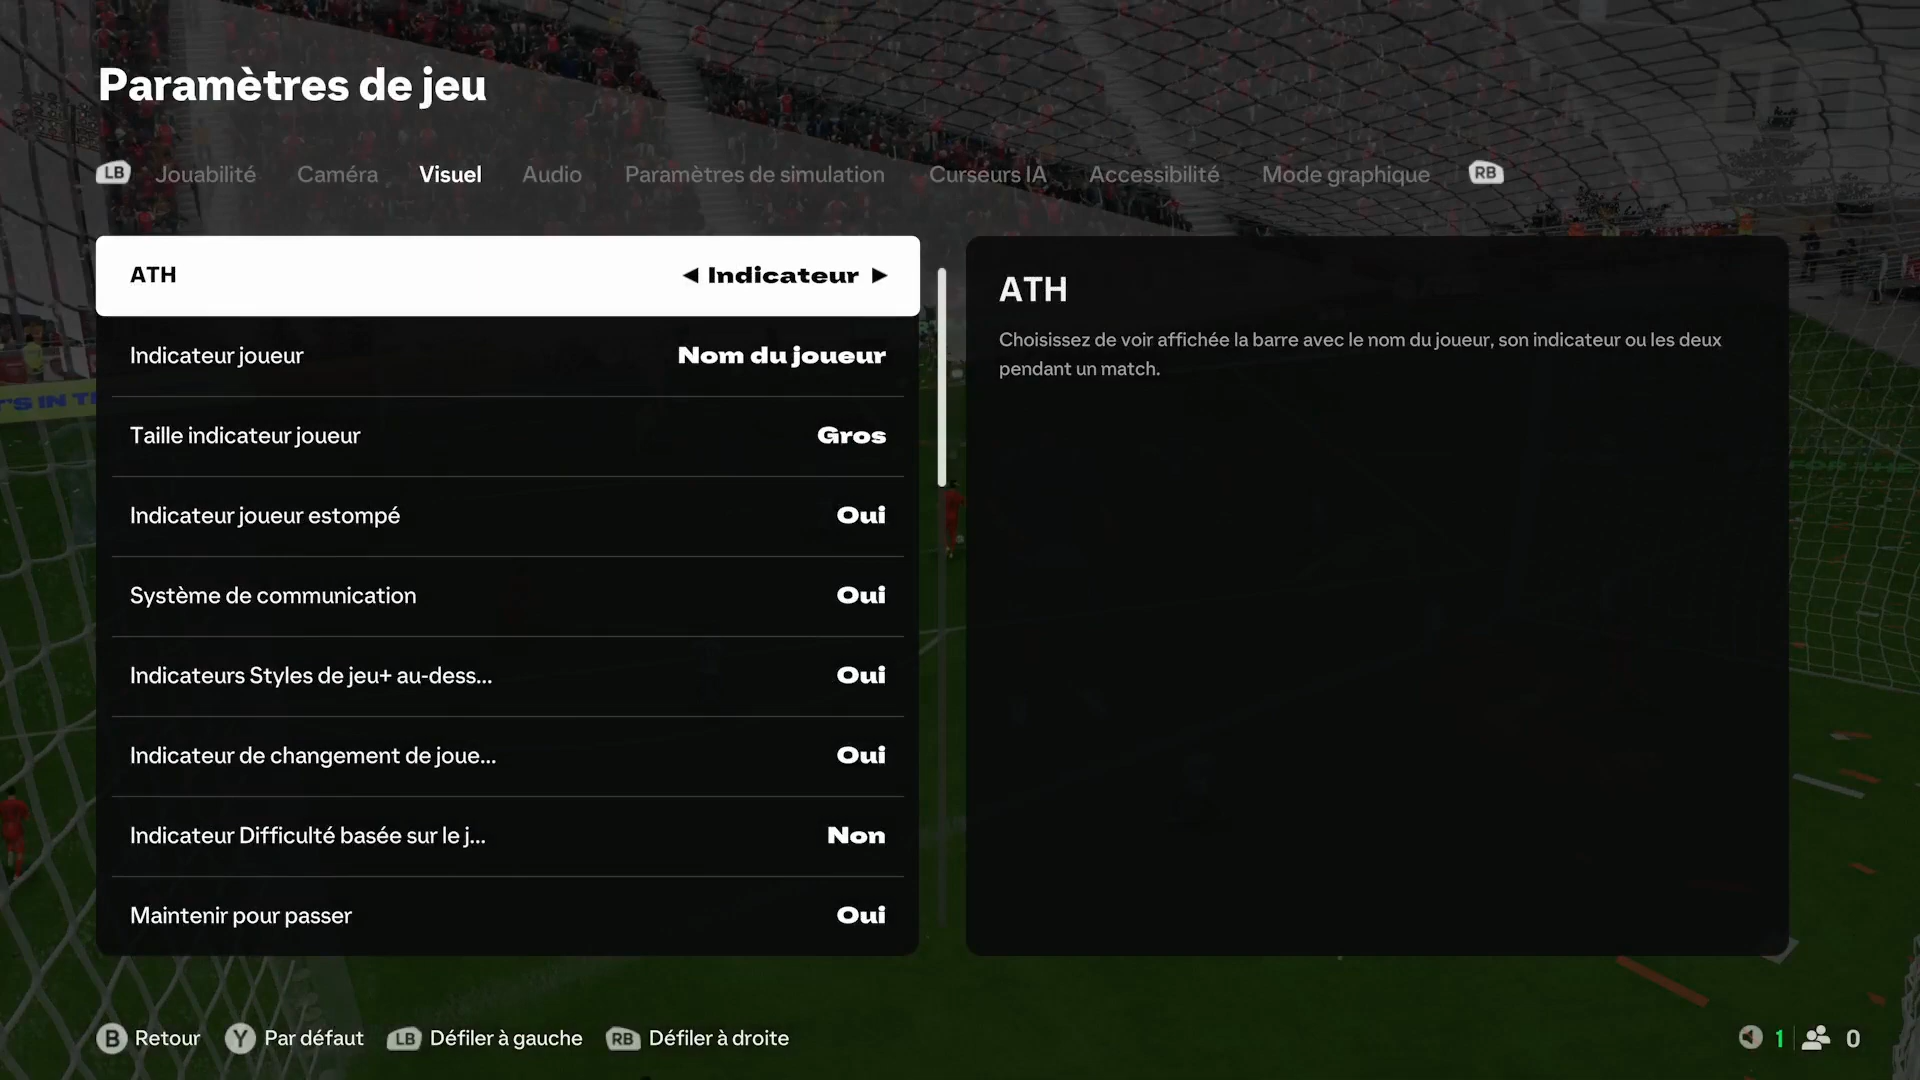 Paramètres de jeu
LB Jouabilité Caméra Visuel Audio Paramètres de simulation Curseurs IA Accessibilité Mode graphique RB
ATH Indicateur
Indicateur joueur Nom du joueur
Taille indicateur joueur Gros
Indicateur joueur estompé Oui
Système de communication Oui
Indicateurs Styles de jeu+ au-dess... Oui
Indicateur de changement de joue... Oui
Indicateur Difficulté basée sur le j... Non
Maintenir pour passer Oui
ATH
Choisissez de voir affichée la barre avec le nom du joueur, son indicateur ou les deux
pendant un match.
'S IN T
B Retour Y Par défaut LB Défiler à gauche RB Défiler à droite
1 0